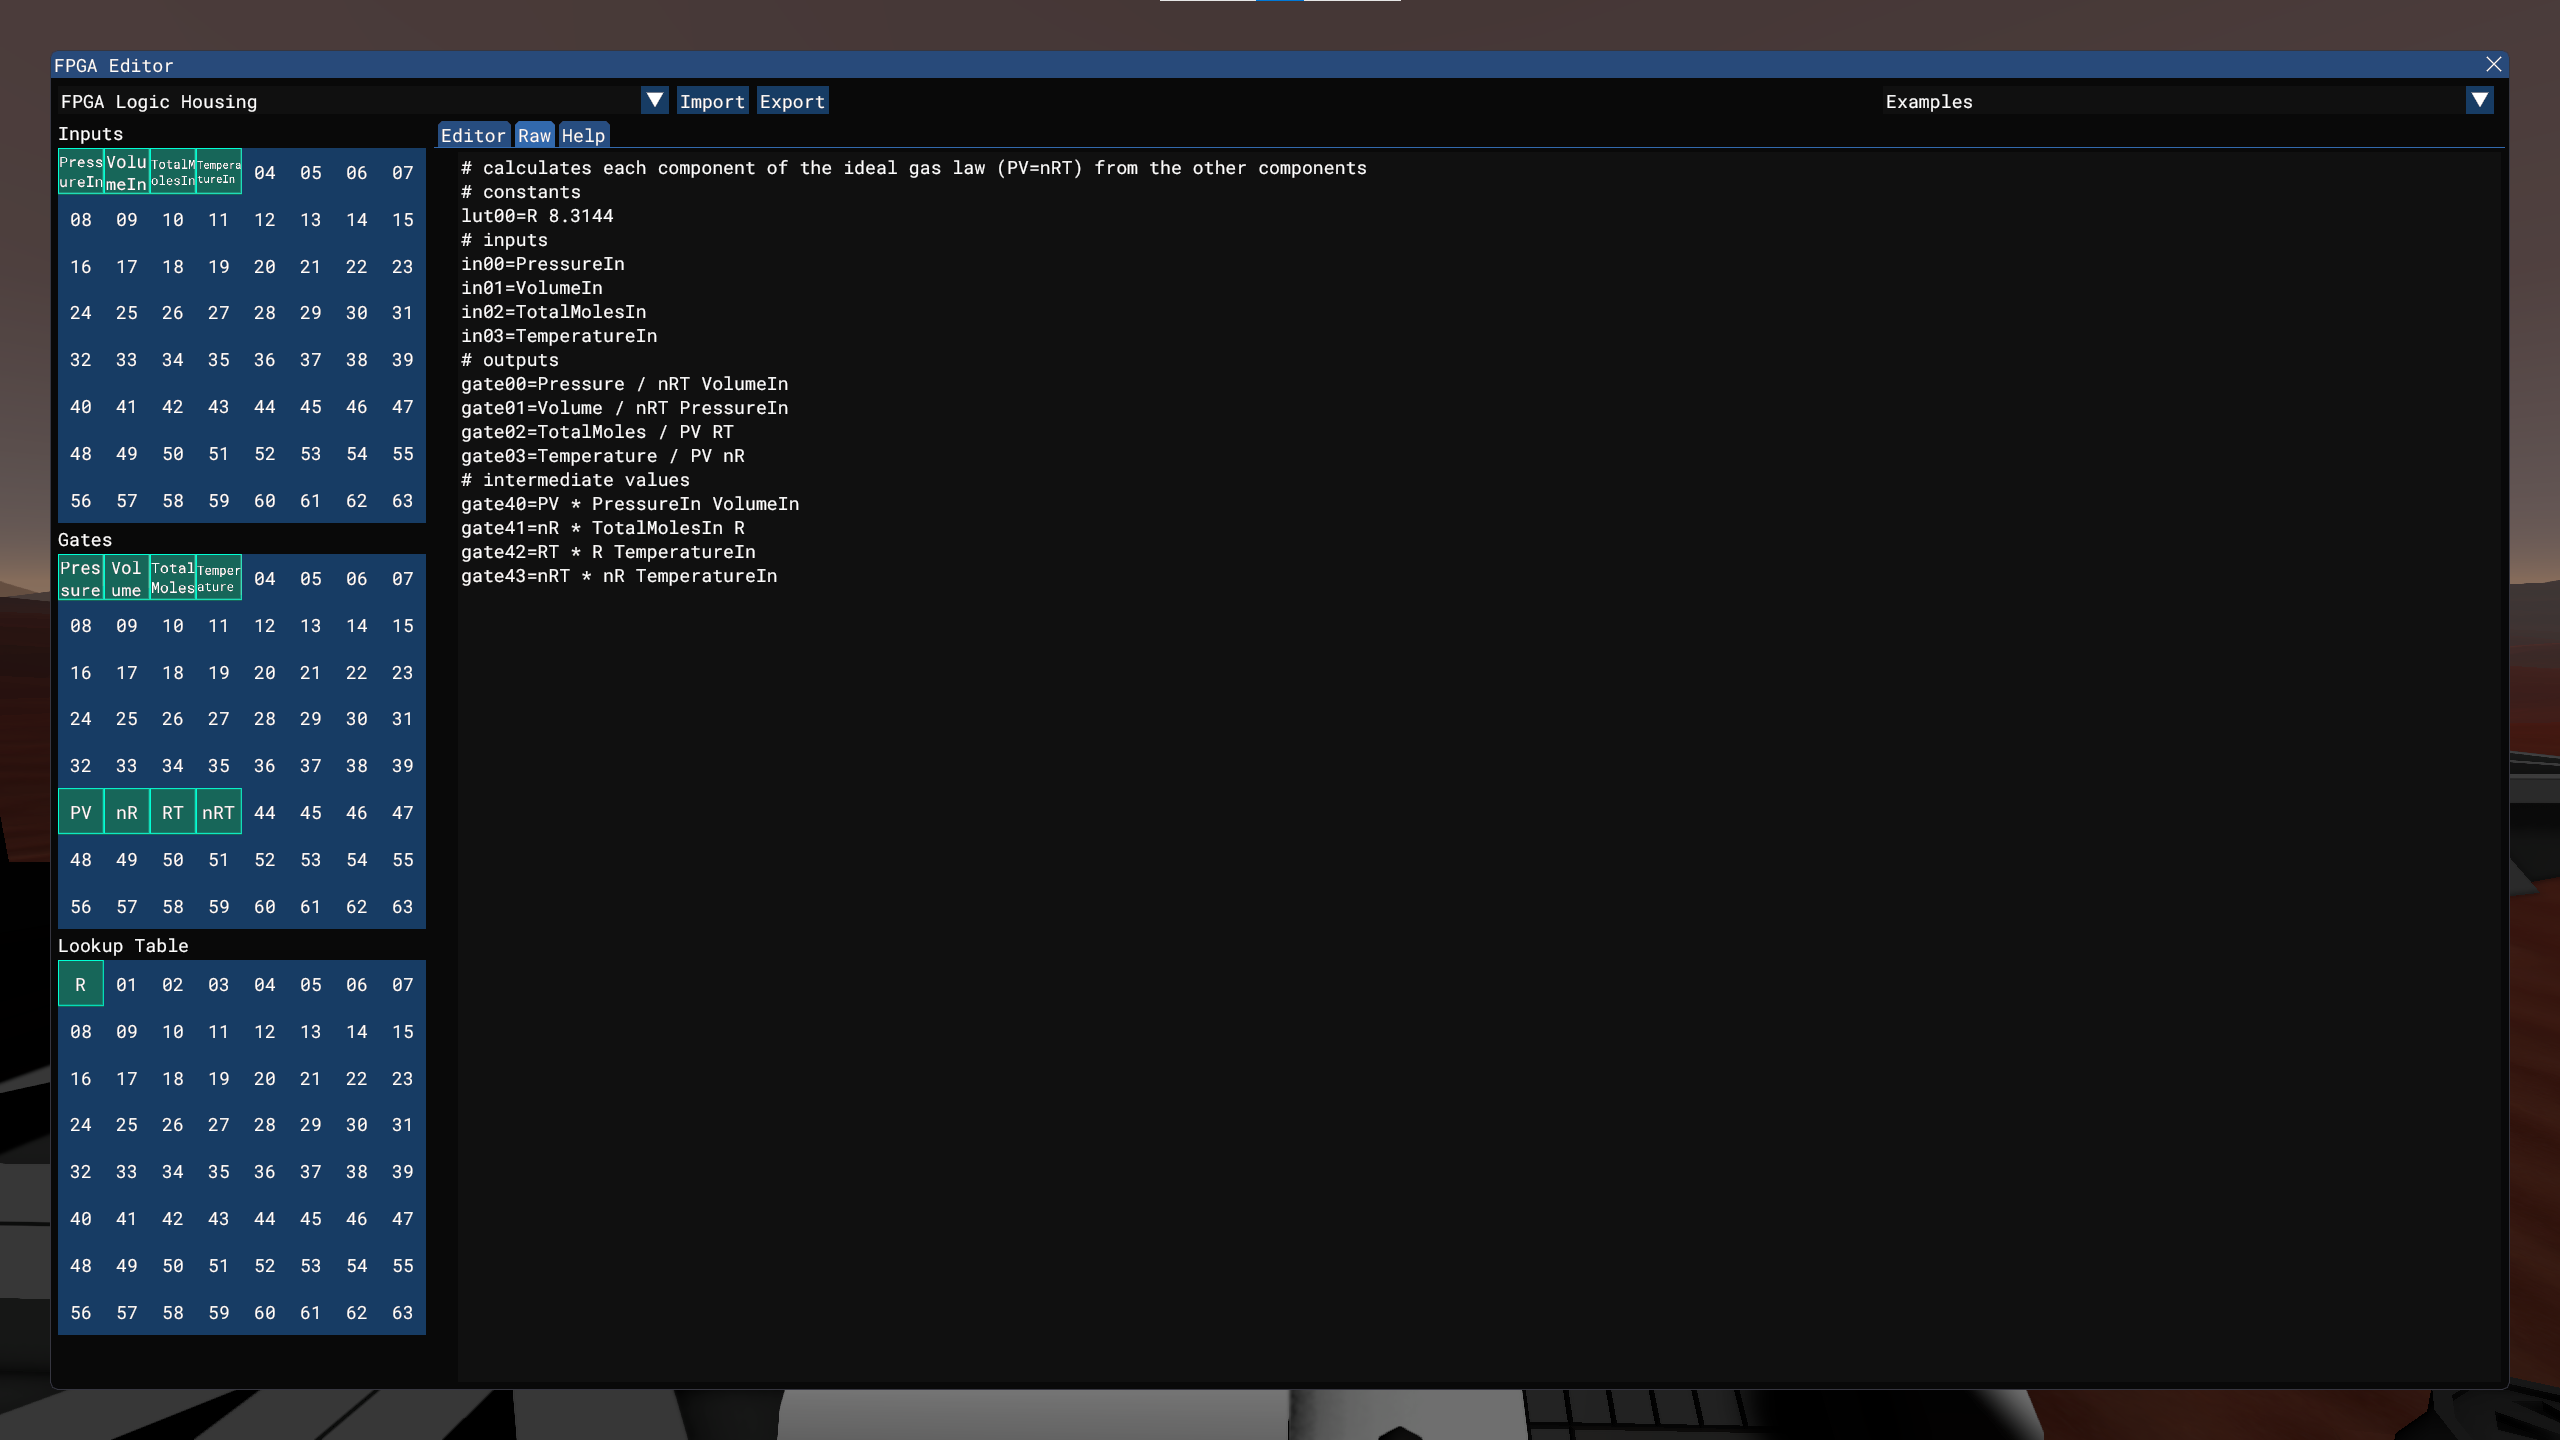 FPGA Editor
FPGA Logic Housing
Import
Export
Examples
Inputs
PressureIn VolumeIn TotalMolesIn TemperatureIn 04 05 06 07
08 09 10 11 12 13 14 15
16 17 18 19 20 21 22 23
24 25 26 27 28 29 30 31
32 33 34 35 36 37 38 39
40 41 42 43 44 45 46 47
48 49 50 51 52 53 54 55
56 57 58 59 60 61 62 63
Gates
Pressure Volume TotalMoles Temperature 04 05 06 07
08 09 10 11 12 13 14 15
16 17 18 19 20 21 22 23
24 25 26 27 28 29 30 31
32 33 34 35 36 37 38 39
PV nR RT nRT 44 45 46 47
48 49 50 51 52 53 54 55
56 57 58 59 60 61 62 63
Lookup Table
R 01 02 03 04 05 06 07
08 09 10 11 12 13 14 15
16 17 18 19 20 21 22 23
24 25 26 27 28 29 30 31
32 33 34 35 36 37 38 39
40 41 42 43 44 45 46 47
48 49 50 51 52 53 54 55
56 57 58 59 60 61 62 63
Editor Raw Help
# calculates each component of the ideal gas law (PV=nRT) from the other components
# constants
lut00=R 8.3144
# inputs
in00=PressureIn
in01=VolumeIn
in02=TotalMolesIn
in03=TemperatureIn
# outputs
gate00=Pressure / nRT VolumeIn
gate01=Volume / nRT PressureIn
gate02=TotalMoles / PV RT
gate03=Temperature / PV nR
# intermediate values
gate40=PV * PressureIn VolumeIn
gate41=nR * TotalMolesIn R
gate42=RT * R TemperatureIn
gate43=nRT * nR TemperatureIn